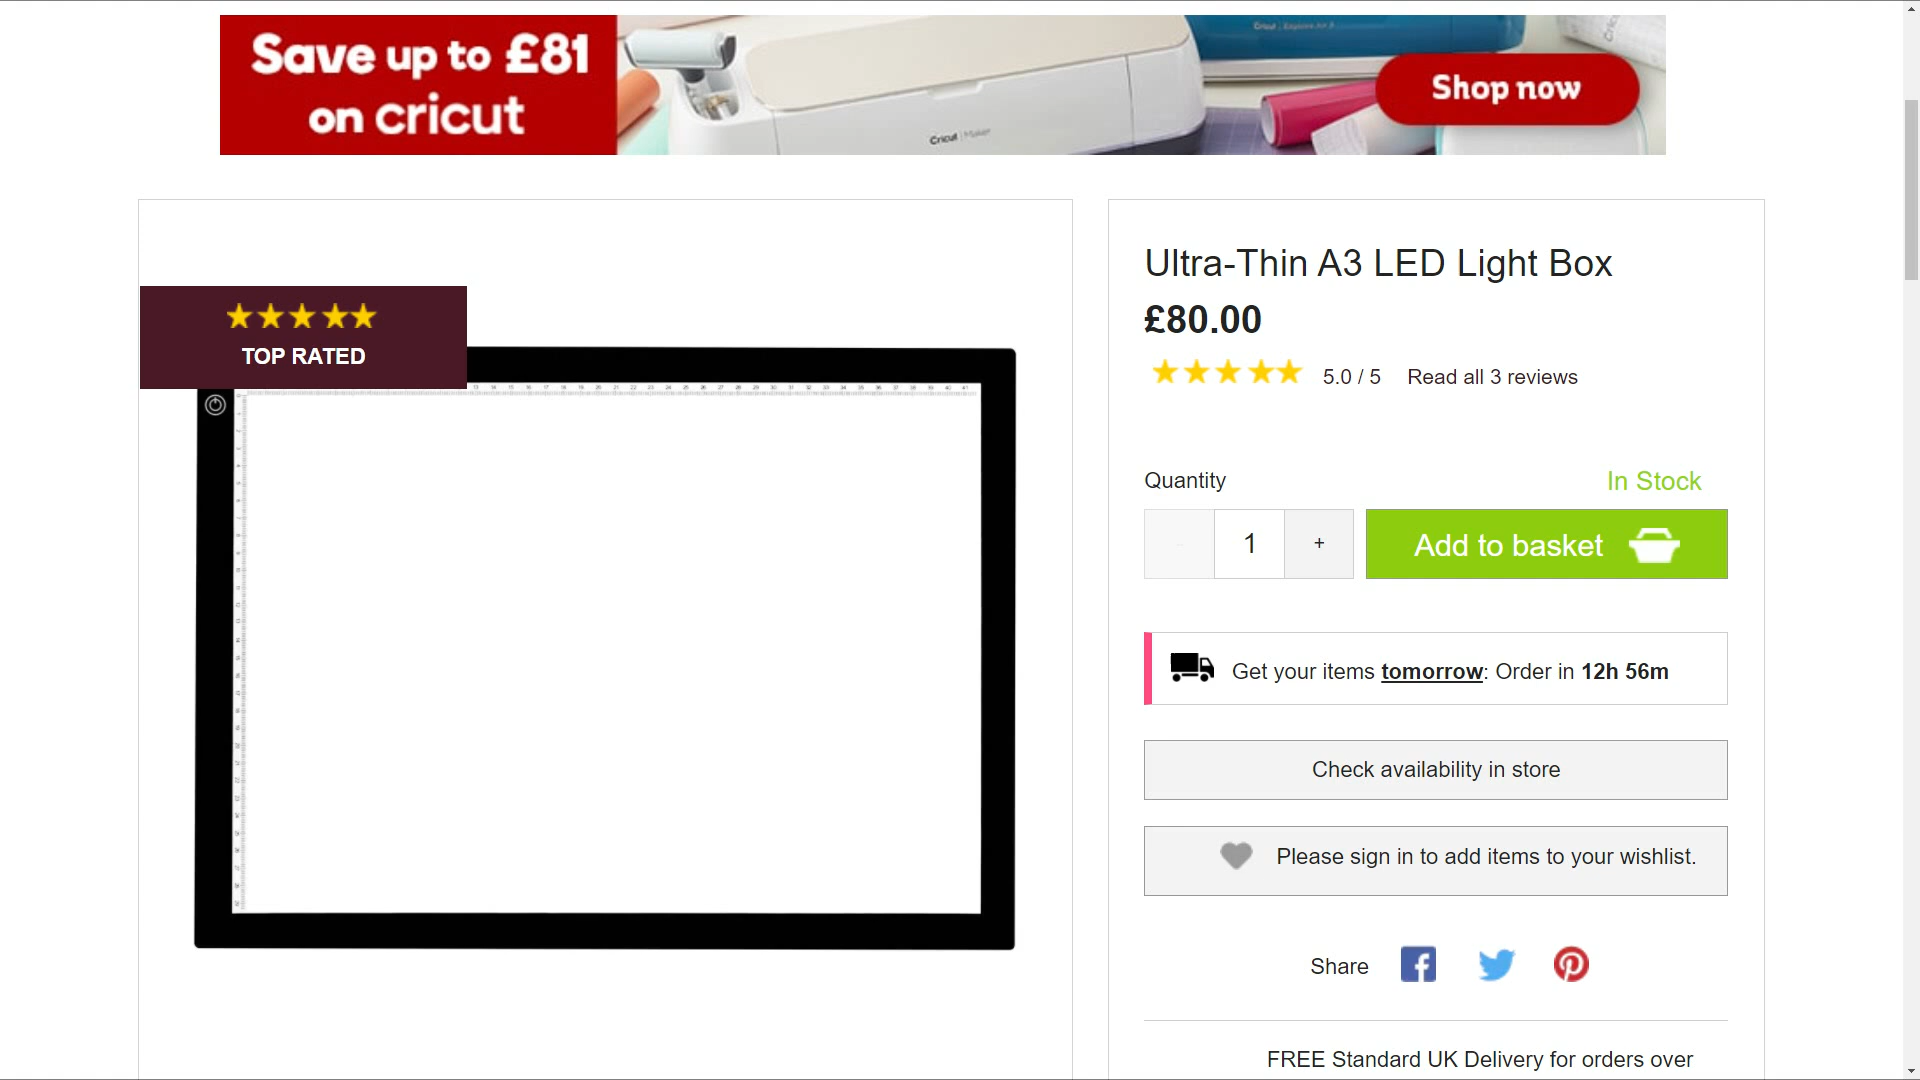 Save up to £81
on cricut
Cricut | Maker
Shop now
TOP RATED
Ultra-Thin A3 LED Light Box
£80.00
5.0 / 5 Read all 3 reviews
Quantity
In Stock
- 1 +
Add to basket
Get your items tomorrow: Order in 12h 56m
Check availability in store
Please sign in to add items to your wishlist.
Share
FREE Standard UK Delivery for orders over